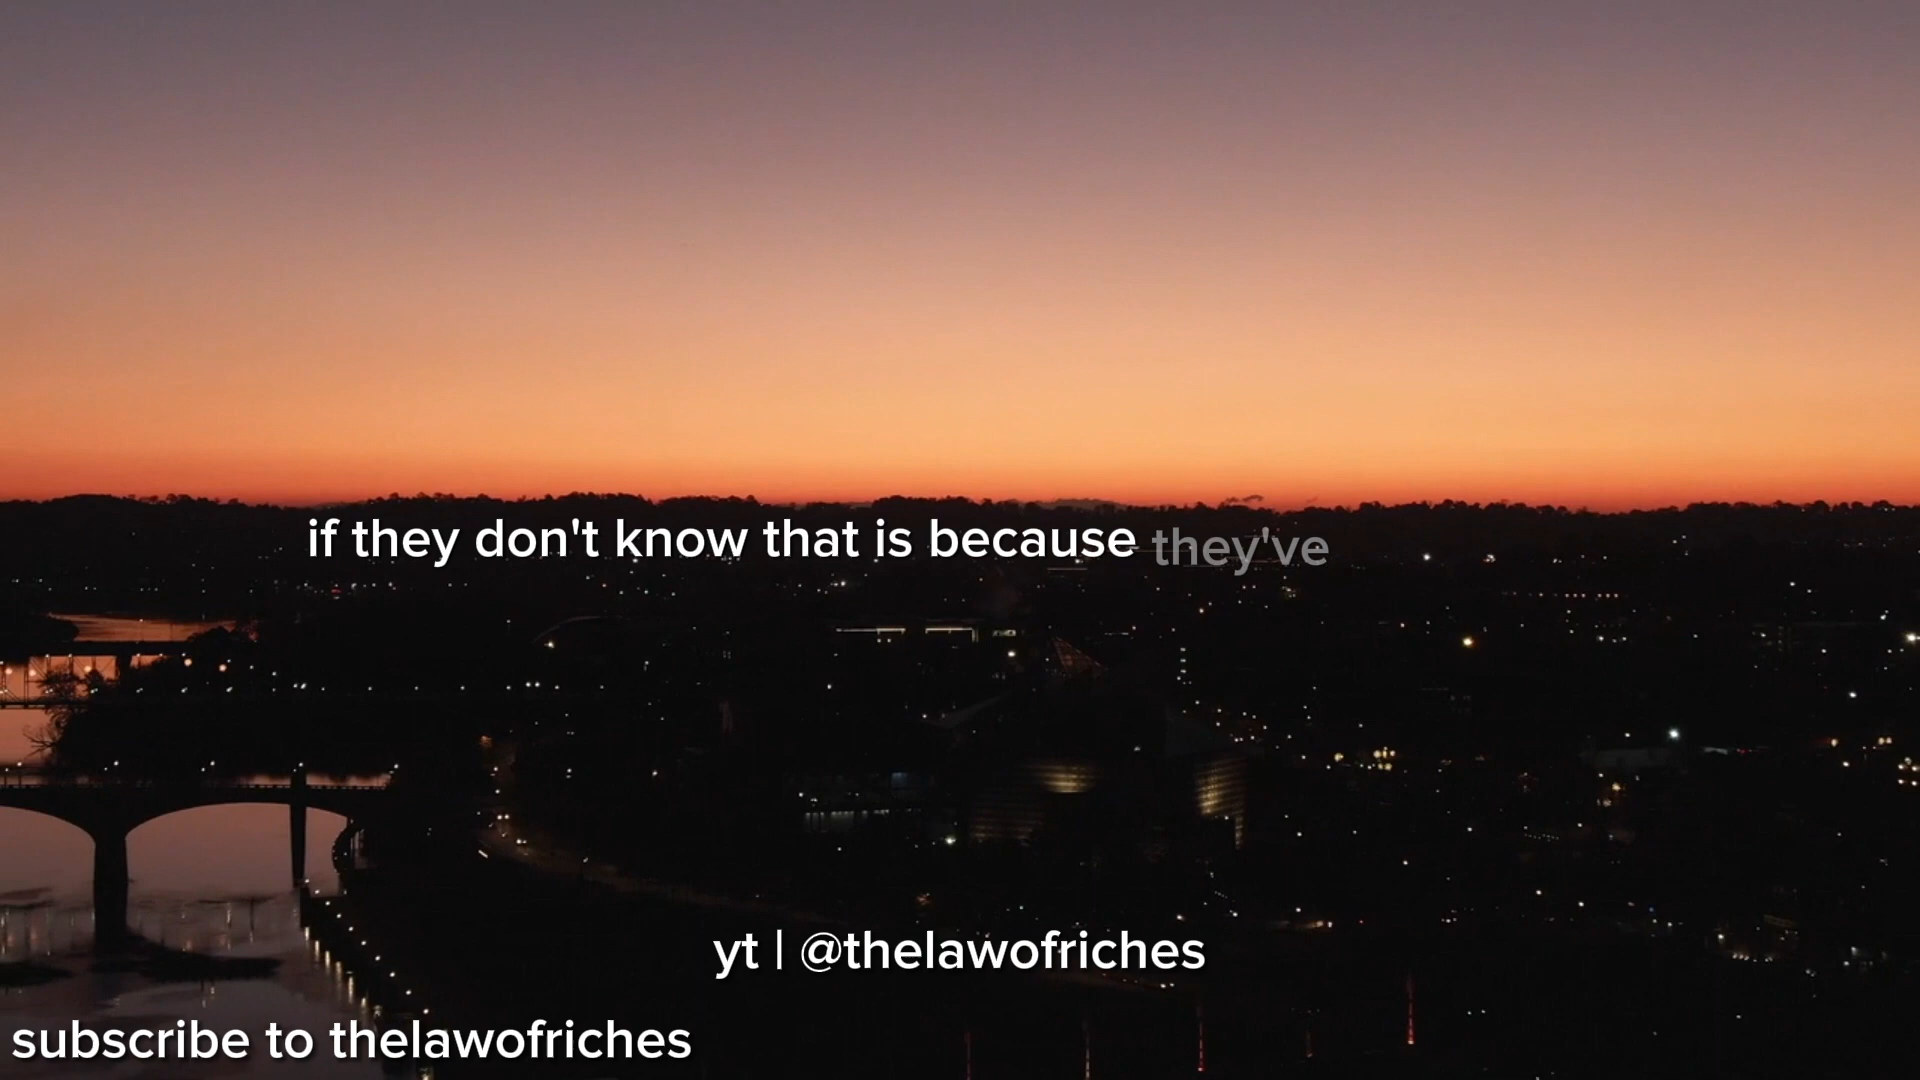 if they don't know that is because they've
yt | @thelawofriches
subscribe to thelawofriches